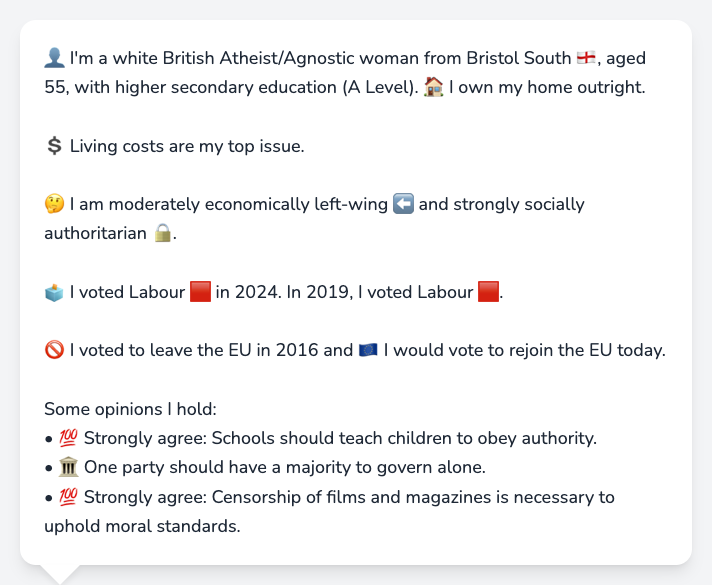 👤 I'm a white British Atheist/Agnostic woman from Bristol South 🏴󠁧󠁢󠁥󠁮󠁧󠁿, aged
55, with higher secondary education (A Level). 🏠 I own my home outright.
💲 Living costs are my top issue.
🤔 I am moderately economically left-wing ⬅️ and strongly socially
authoritarian 🔒.
🗳️ I voted Labour 🟥 in 2024. In 2019, I voted Labour 🟥.
🚫 I voted to leave the EU in 2016 and 🇪🇺 I would vote to rejoin the EU today.
Some opinions I hold:
• 💯 Strongly agree: Schools should teach children to obey authority.
• 🏛️ One party should have a majority to govern alone.
• 💯 Strongly agree: Censorship of films and magazines is necessary to
uphold moral standards.